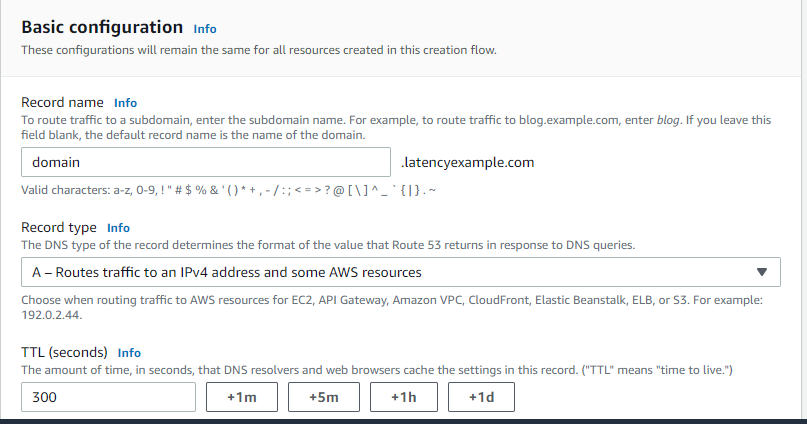 Basic configuration Info
These configurations will remain the same for all resources created in this creation flow.
Record name Info
To route traffic to a subdomain, enter the subdomain name. For example, to route traffic to blog.example.com, enter blog. If you leave this
field blank, the default record name is the name of the domain.
domain .latencyexample.com
Valid characters: a-z, 0-9, ! " # $ % & ' ( ) * + , - / : ; < = > ? @ [ \ ] ^ _ ` { | } . ~
Record type Info
The DNS type of the record determines the format of the value that Route 53 returns in response to DNS queries.
A – Routes traffic to an IPv4 address and some AWS resources
Choose when routing traffic to AWS resources for EC2, API Gateway, Amazon VPC, CloudFront, Elastic Beanstalk, ELB, or S3. For example:
192.0.2.44.
TTL (seconds) Info
The amount of time, in seconds, that DNS resolvers and web browsers cache the settings in this record. ("TTL" means "time to live.")
300 +1m +5m +1h +1d